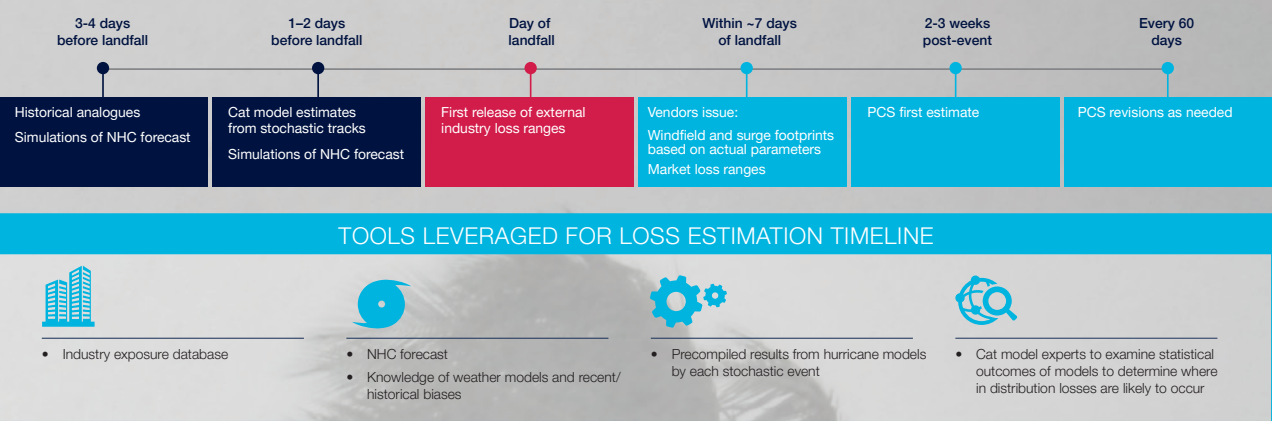 3-4 days
before landfall
1–2 days
before landfall
Day of
landfall
Within ~7 days
of landfall
2-3 weeks
post-event
Every 60
days
Historical analogues
Simulations of NHC forecast
Cat model estimates
from stochastic tracks
Simulations of NHC forecast
First release of external
industry loss ranges
Vendors issue:
Windfield and surge footprints
based on actual parameters
Market loss ranges
PCS first estimate
PCS revisions as needed
TOOLS LEVERAGED FOR LOSS ESTIMATION TIMELINE
• Industry exposure database
• NHC forecast
• Knowledge of weather models and recent/
historical biases
• Precompiled results from hurricane models
by each stochastic event
• Cat model experts to examine statistical
outcomes of models to determine where
in distribution losses are likely to occur